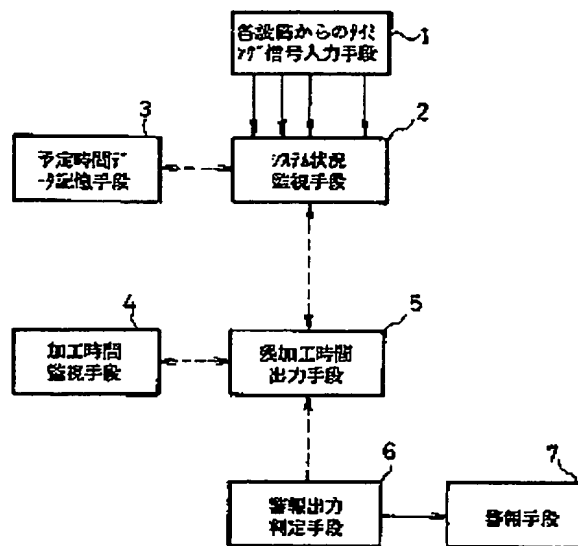 各設備からのタイミ
ング信号入力手段
1
2
3
システム状況
監視手段
予定時間デ
ータ記憶手段
4
5
加工時間
監視手段
残加工時間
出力手段
6
7
警報出力
判定手段
警報手段